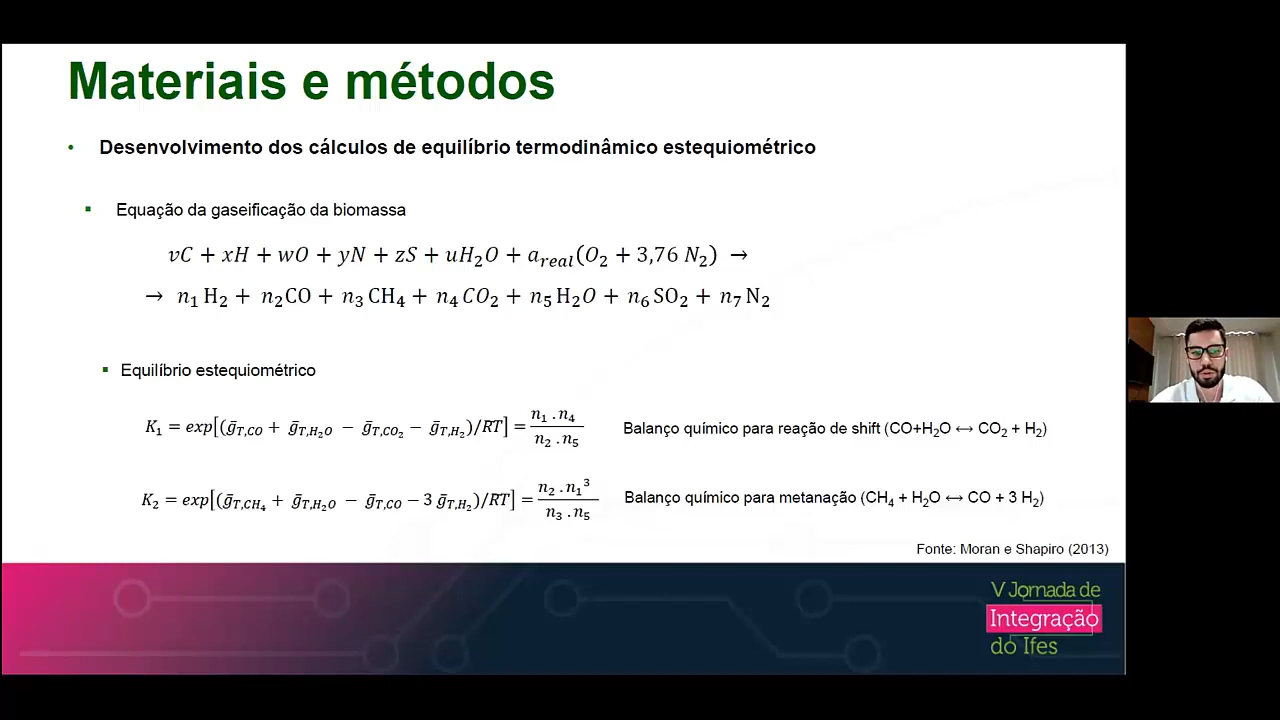 Materiais e métodos
• Desenvolvimento dos cálculos de equilíbrio termodinâmico estequiométrico
▪ Equação da gaseificação da biomassa
vC + xH + wO + yN + zS + uH₂O + a_real(O₂ + 3,76 N₂) →
→ n₁ H₂ + n₂CO + n₃ CH₄ + n₄ CO₂ + n₅ H₂O + n₆ SO₂ + n₇ N₂
▪ Equilíbrio estequiométrico
K₁ = exp[(ḡ_T,CO + ḡ_T,H₂O − ḡ_T,CO₂ − ḡ_T,H₂)/RT] = (n₁ . n₄)/(n₂ . n₅) Balanço químico para reação de shift (CO+H₂O ↔ CO₂ + H₂)
K₂ = exp[(ḡ_T,CH₄ + ḡ_T,H₂O − ḡ_T,CO − 3 ḡ_T,H₂)/RT] = (n₂ . n₁³)/(n₃ . n₅) Balanço químico para metanação (CH₄ + H₂O ↔ CO + 3 H₂)
Fonte: Moran e Shapiro (2013)
V Jornada de
Integração
do Ifes